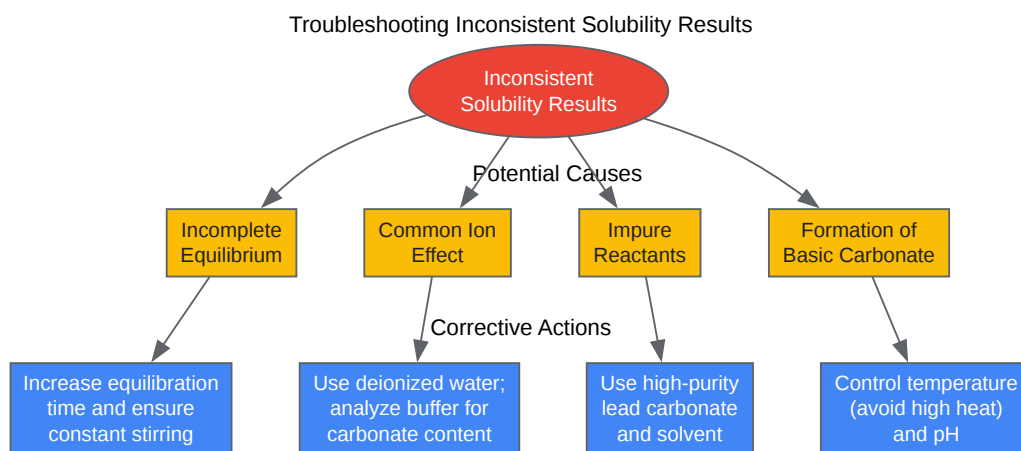 Troubleshooting Inconsistent Solubility Results
Inconsistent
Solubility Results
Potential Causes
Incomplete
Equilibrium
Common Ion
Effect
Impure
Reactants
Formation of
Basic Carbonate
Corrective Actions
Increase equilibration
time and ensure
constant stirring
Use deionized water;
analyze buffer for
carbonate content
Use high-purity
lead carbonate
and solvent
Control temperature
(avoid high heat)
and pH